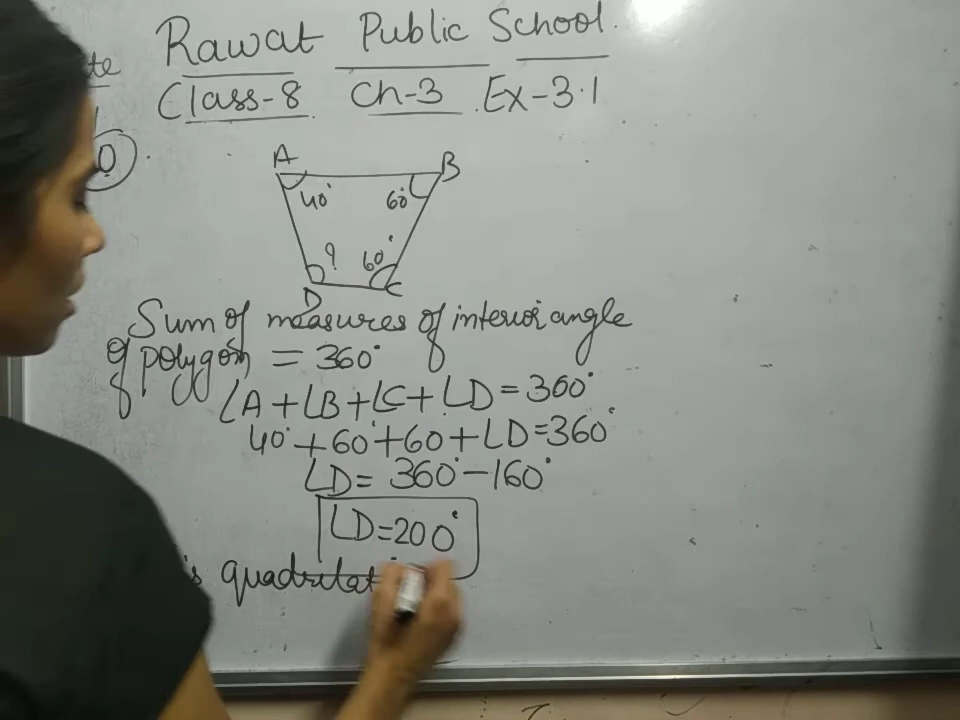 Rawat Public School.
Class-8 Ch-3 Ex-3.1
A B
40° 60°
? 60°
D C
Sum of measures of interior angle
of polygon = 360°
∠A+∠B+∠C+∠D=360°
40°+60°+60+∠D=360°
∠D= 360°-160°
∠D=200°
is